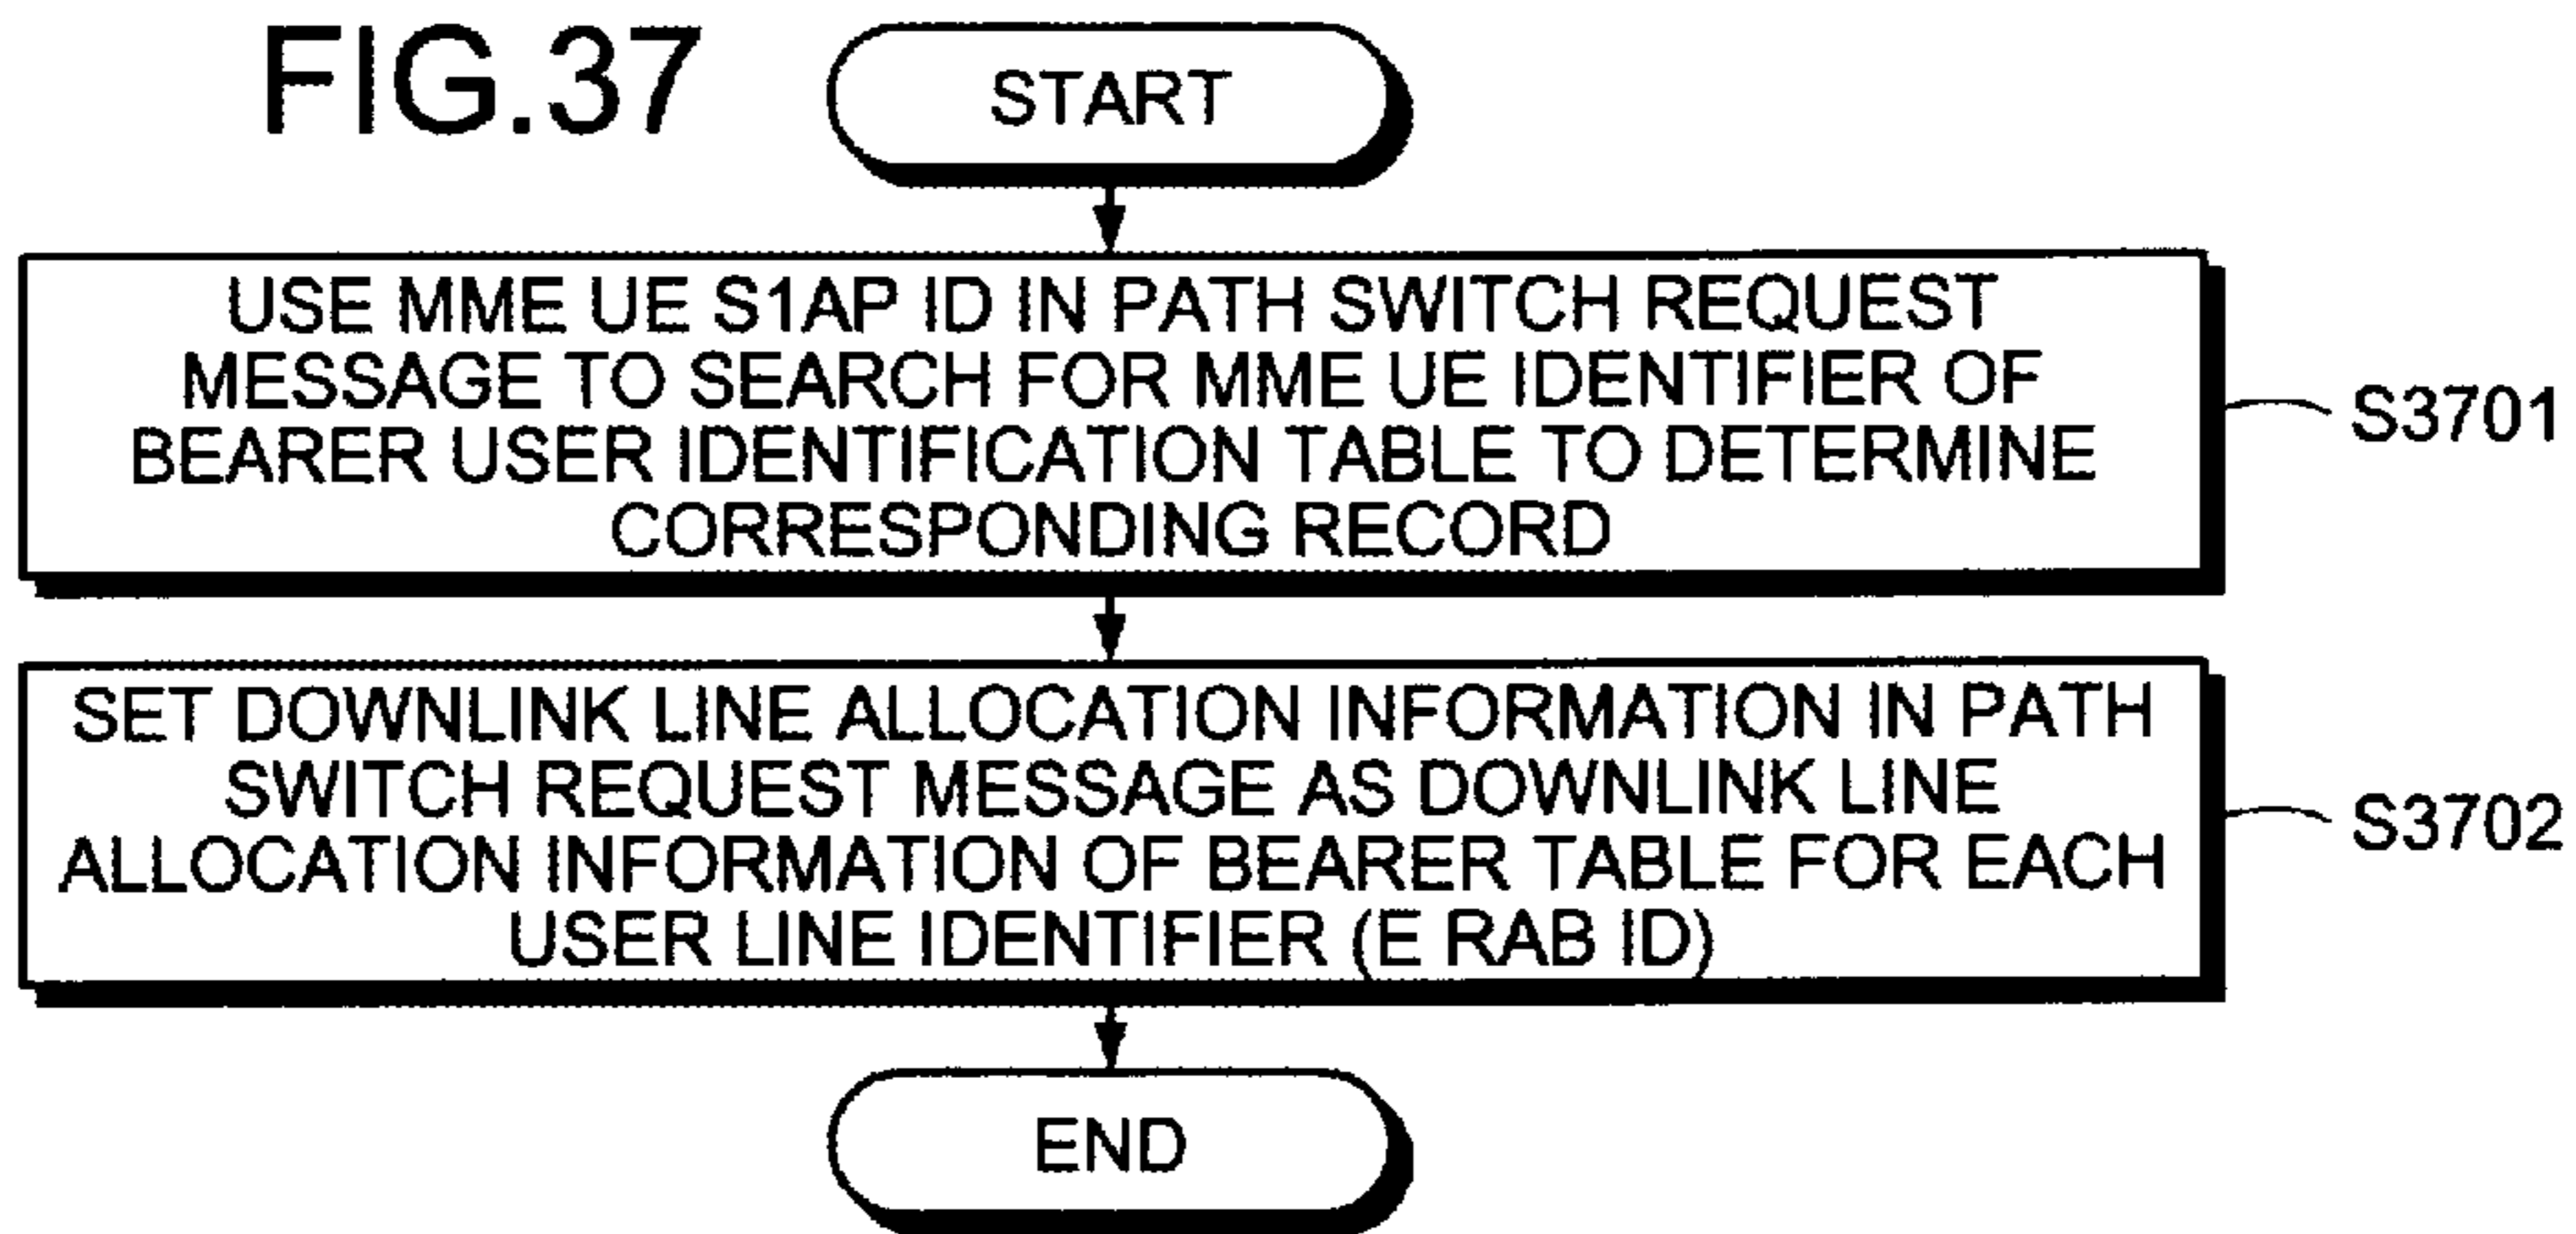 FIG.37
START
USE MME UE S1AP ID IN PATH SWITCH REQUEST
MESSAGE TO SEARCH FOR MME UE IDENTIFIER OF
BEARER USER IDENTIFICATION TABLE TO DETERMINE
CORRESPONDING RECORD
S3701
SET DOWNLINK LINE ALLOCATION INFORMATION IN PATH
SWITCH REQUEST MESSAGE AS DOWNLINK LINE
ALLOCATION INFORMATION OF BEARER TABLE FOR EACH
USER LINE IDENTIFIER (E RAB ID)
S3702
END